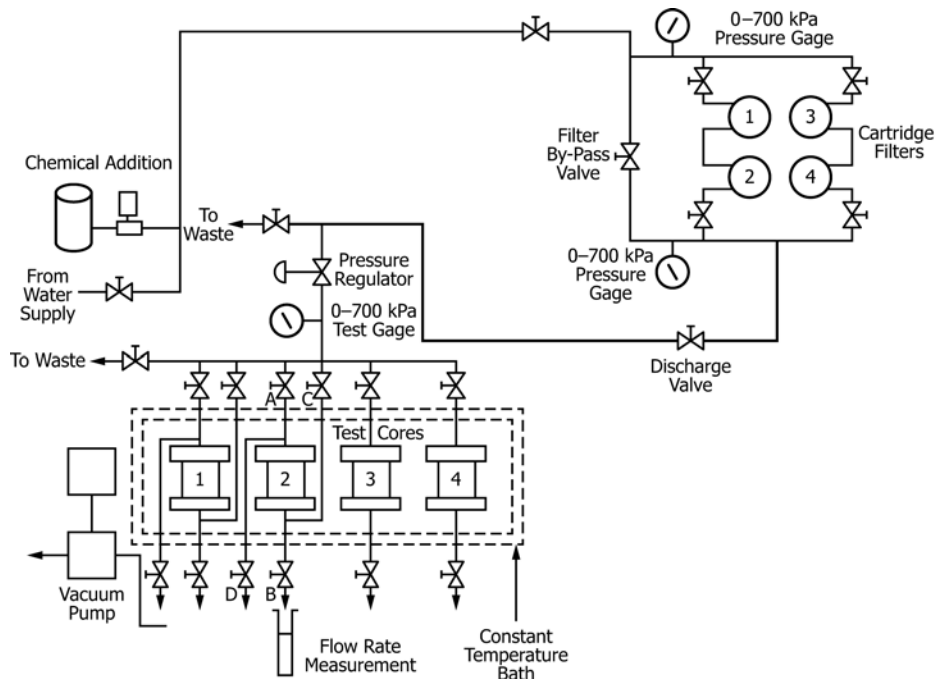 0–700 kPa
Pressure Gage
1
3
Filter
By-Pass
Valve
Cartridge
Filters
2
4
Chemical Addition
To
Waste
0–700 kPa
Pressure
Gage
From
Water
Supply
Pressure
Regulator
0–700 kPa
Test Gage
To Waste
Discharge
Valve
A
C
Test Cores
1
2
3
4
Vacuum
Pump
D
B
Flow Rate
Measurement
Constant
Temperature
Bath